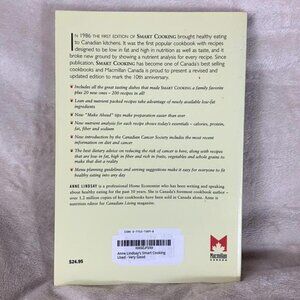 IN 1986 THE FIRST EDITION OF SMART COOKING brought healthy eating
to Canadian kitchens. It was the first popular cookbook with recipes
designed to be low in fat and high in nutrition as well as taste, and it
broke new ground by showing a nutrient analysis for every recipe. Since
publication, SMART COOKING has become one of Canada's best selling
cookbooks and Macmillan Canada is proud to present a revised and
updated edition to mark the 10th anniversary.
Includes all the great tasting dishes that made SMART COOKING a family favorite
plus 20 new ones – 200 recipes in all!
Lean and nutrient packed recipes take advantage of newly available low-fat
ingredients
New "Make Ahead" tips make preparation easier than ever
New nutrient analysis for each recipe shows today's essentials – calories, protein,
fat, fiber and sodium
New introduction by the Canadian Cancer Society includes the most recent
information on diet and cancer
The best dietary advice on reducing the risk of cancer is here, along with recipes
that are low in fat, high in fiber and rich in fruits, vegetables and whole grains to
make that diet a reality
Menu planning guidelines and serving suggestions make it easy for everyone to fit
healthy eating into any day
ANNE LINDSAY is a professional Home Economist who has been writing and speaking
about healthy eating for the past 10 years. She is Canada's foremost cookbook author –
over 1.2 million copies of her cookbooks have been sold in Canada alone. Anne is
nutrition editor for Canadian Living magazine.
Anne Lindsay's Smart Cooking
Used - Very Good
Macmillan
Canada
$24.95